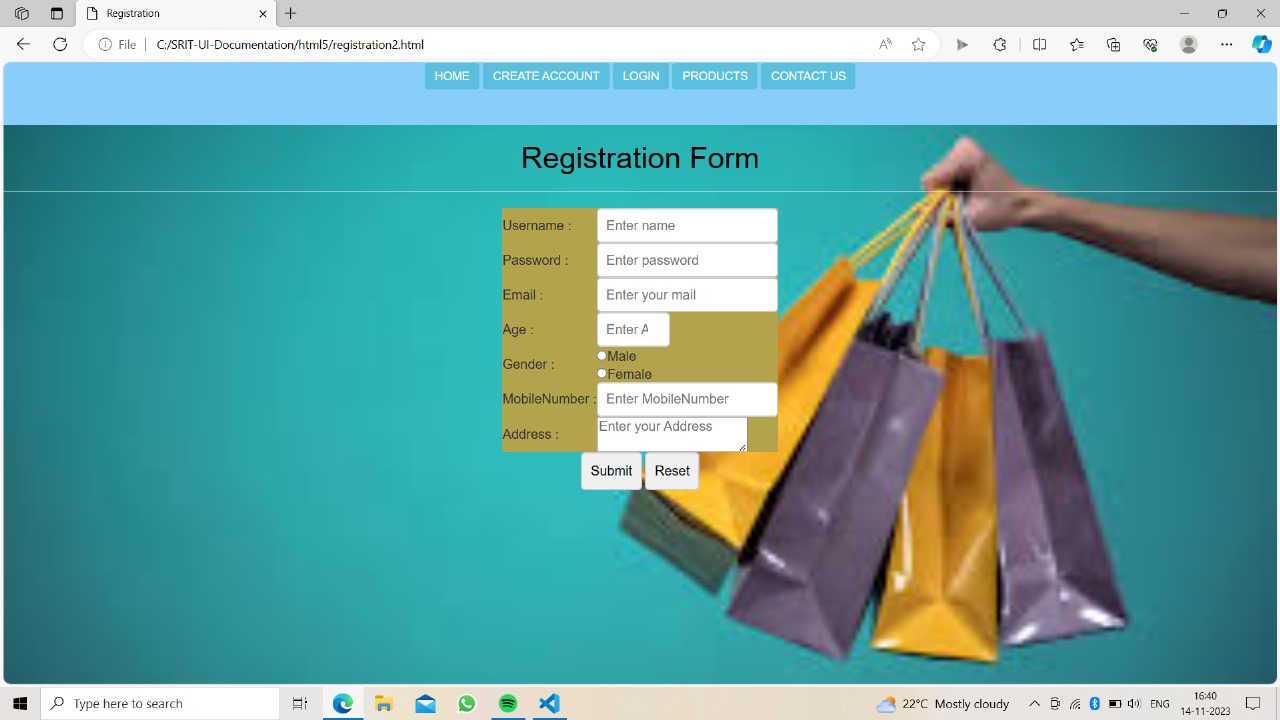 Registration
File C:/SRIT-UI-Documentation/html5/registration2.html
HOME CREATE ACCOUNT LOGIN PRODUCTS CONTACT US
Registration Form
Username : Enter name
Password : Enter password
Email : Enter your mail
Age : Enter A
Gender : Male
Female
MobileNumber : Enter MobileNumber
Address : Enter your Address
Submit Reset
Type here to search
22°C Mostly cloudy
ENG
16:40
14-11-2023